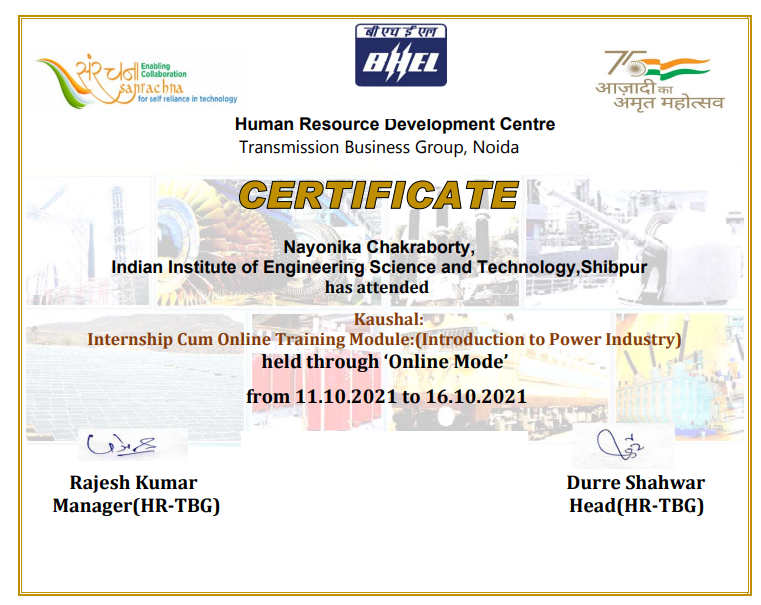 संरचना
Enabling
Collaboration
sanrachna
for self reliance in technology
बी एच ई एल
BHEL
75
आज़ादी का
अमृत महोत्सव
Human Resource Development Centre
Transmission Business Group, Noida
CERTIFICATE
Nayonika Chakraborty,
Indian Institute of Engineering Science and Technology,Shibpur
has attended
Kaushal:
Internship Cum Online Training Module:(Introduction to Power Industry)
held through ‘Online Mode’
from 11.10.2021 to 16.10.2021
Rajesh Kumar
Manager(HR-TBG)
Durre Shahwar
Head(HR-TBG)